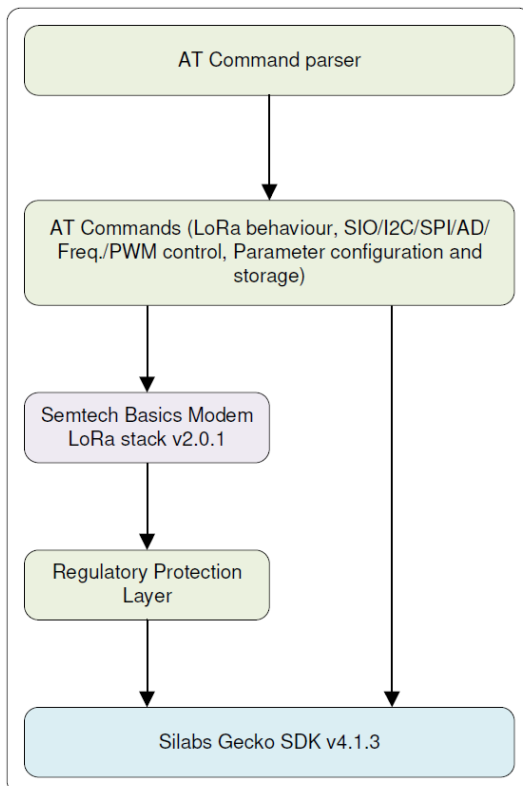 AT Command parser
AT Commands (LoRa behaviour, SIO/I2C/SPI/AD/
Freq./PWM control, Parameter configuration and
storage)
Semtech Basics Modem
LoRa stack v2.0.1
Regulatory Protection
Layer
Silabs Gecko SDK v4.1.3